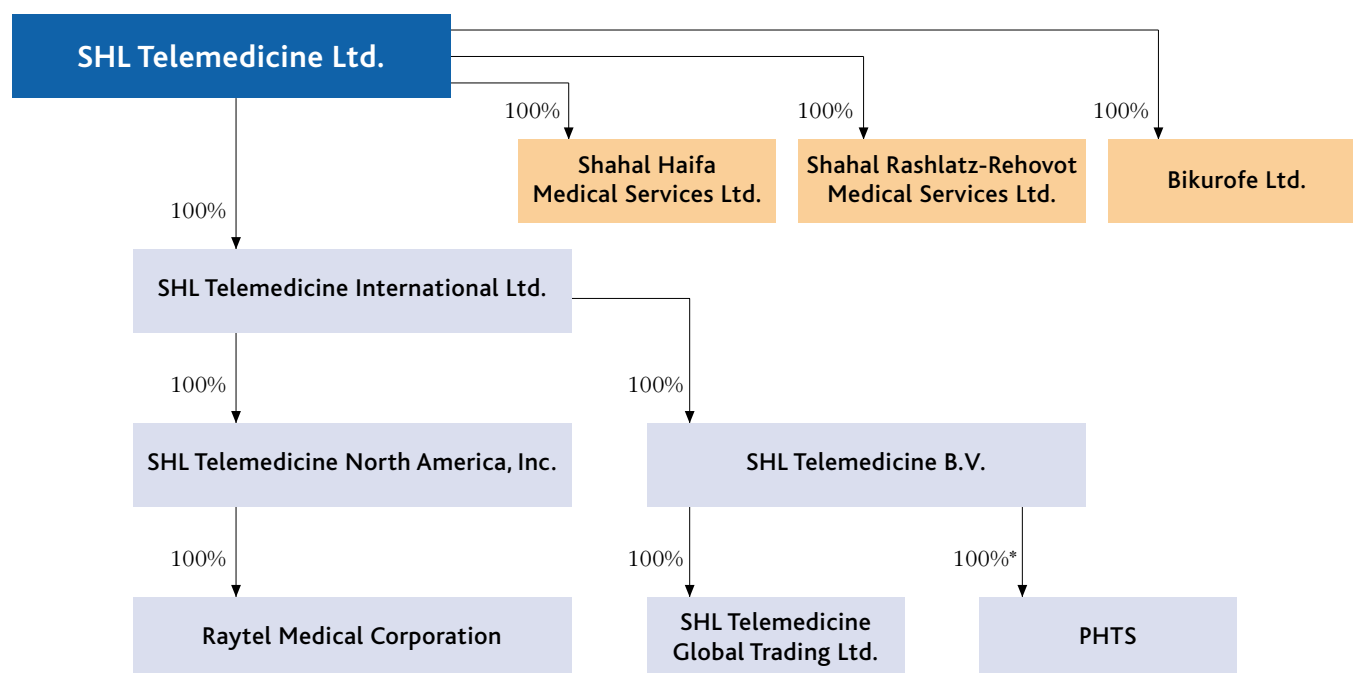 SHL Telemedicine Ltd.
100%
100%
100%
Shahal Haifa
Medical Services Ltd.
Shahal Rashlatz-Rehovot
Medical Services Ltd.
Bikurofe Ltd.
100%
SHL Telemedicine International Ltd.
100%
100%
SHL Telemedicine North America, Inc.
SHL Telemedicine B.V.
100%
100%
100%*
Raytel Medical Corporation
SHL Telemedicine
Global Trading Ltd.
PHTS